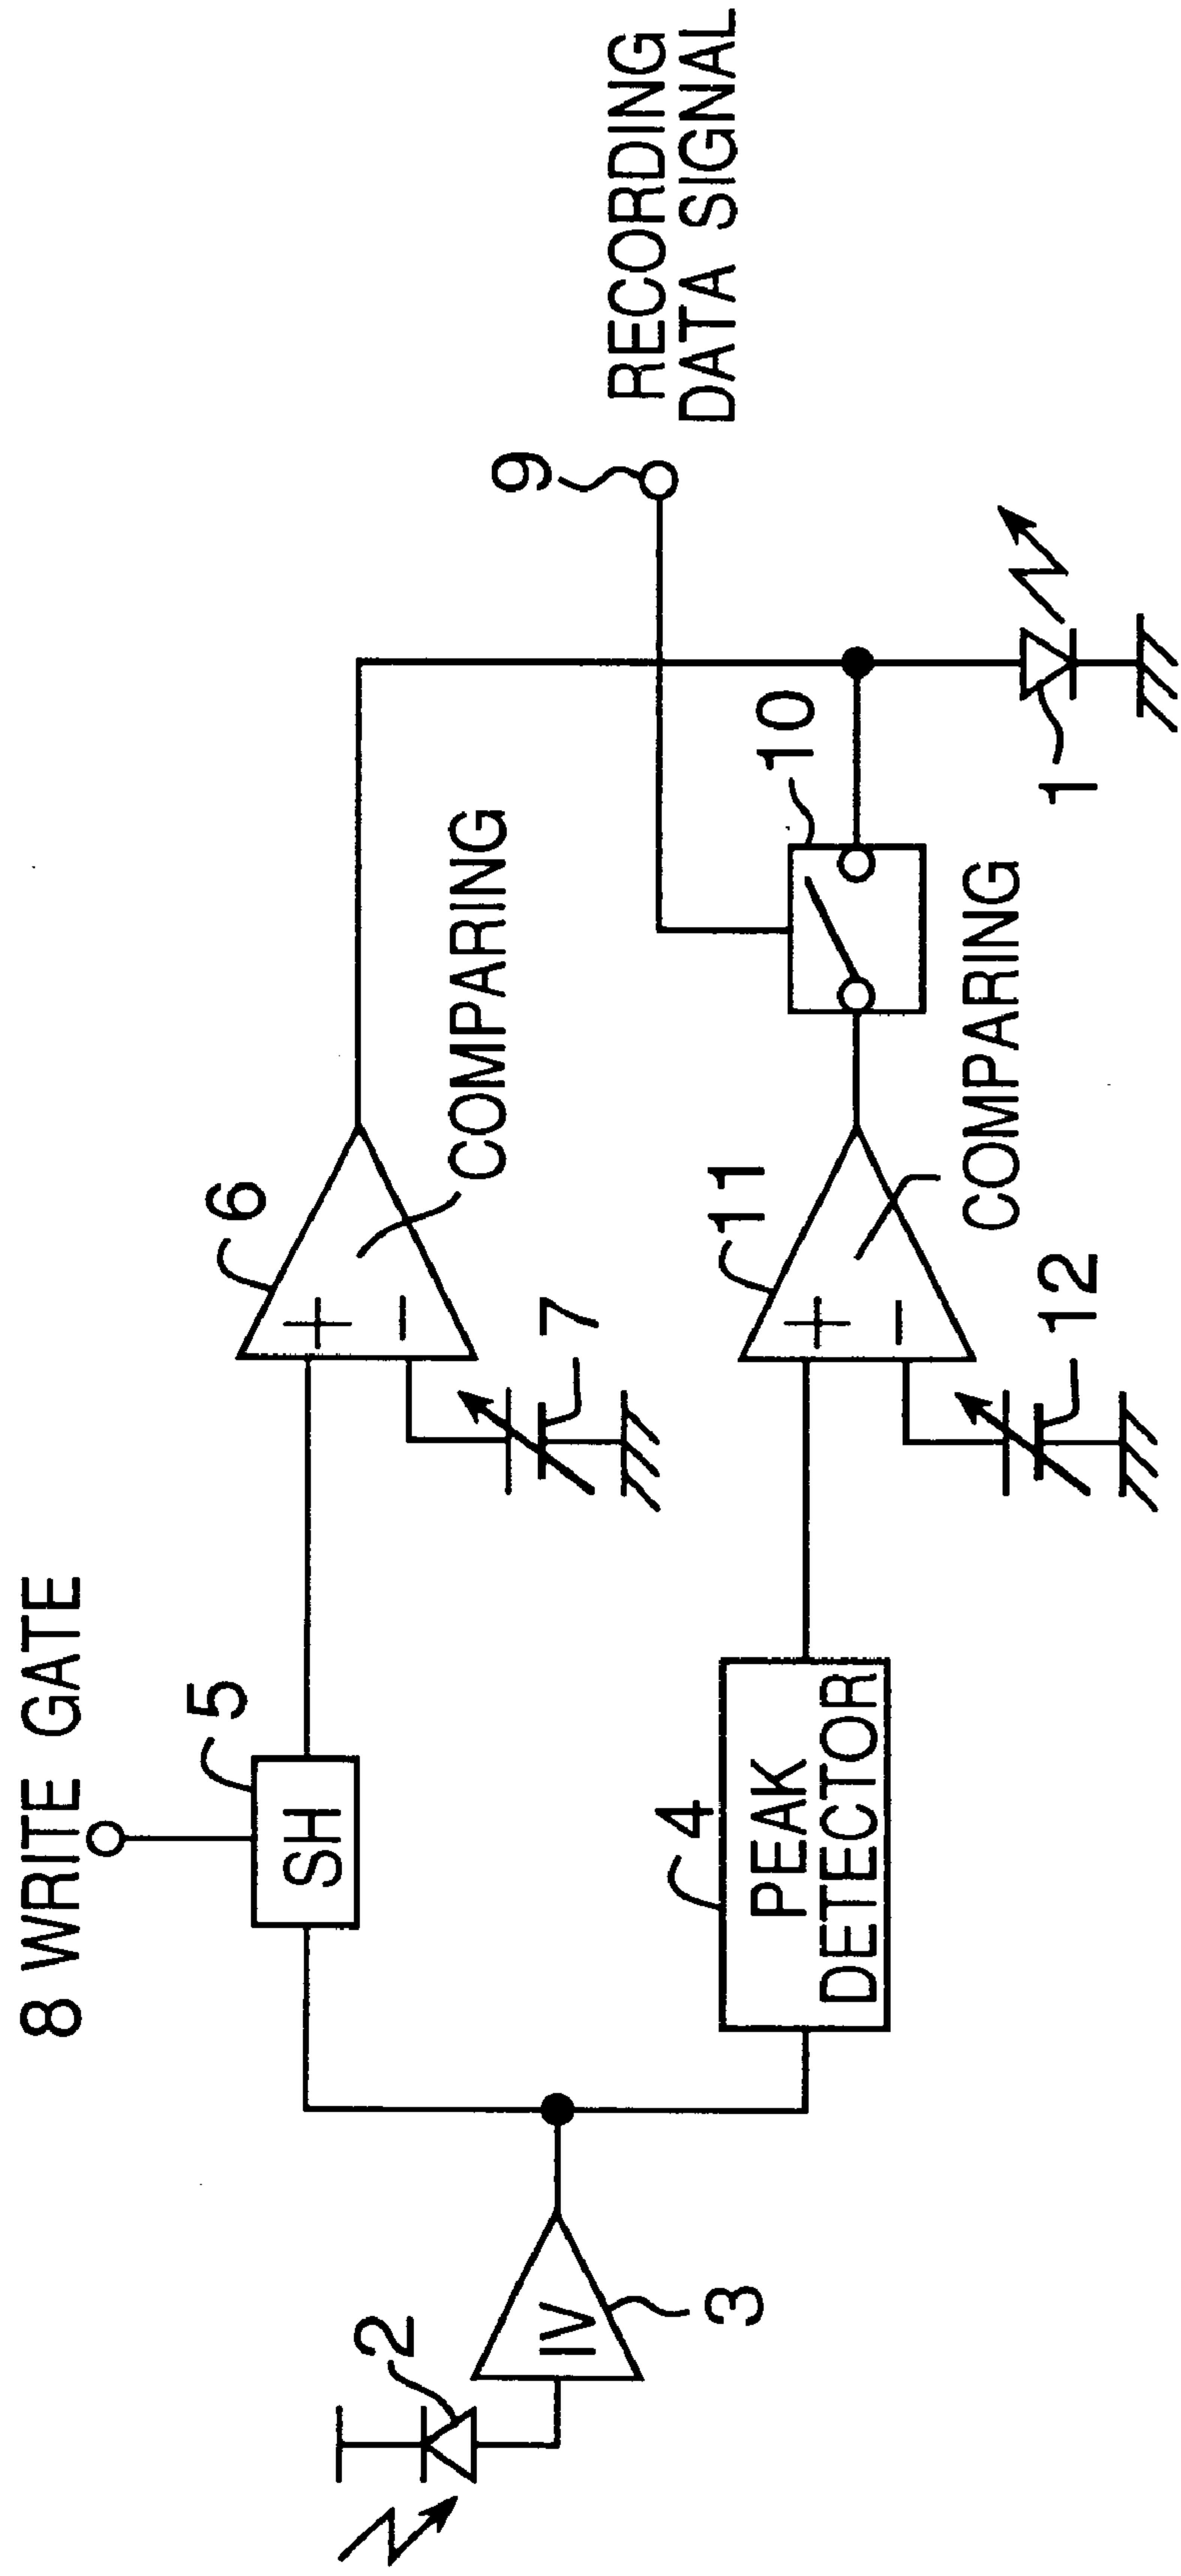 8 WRITE GATE
5
SH
6
+
−
COMPARING
7
9
RECORDING
DATA SIGNAL
2
IV
3
4
PEAK
DETECTOR
11
+
−
COMPARING
12
10
1